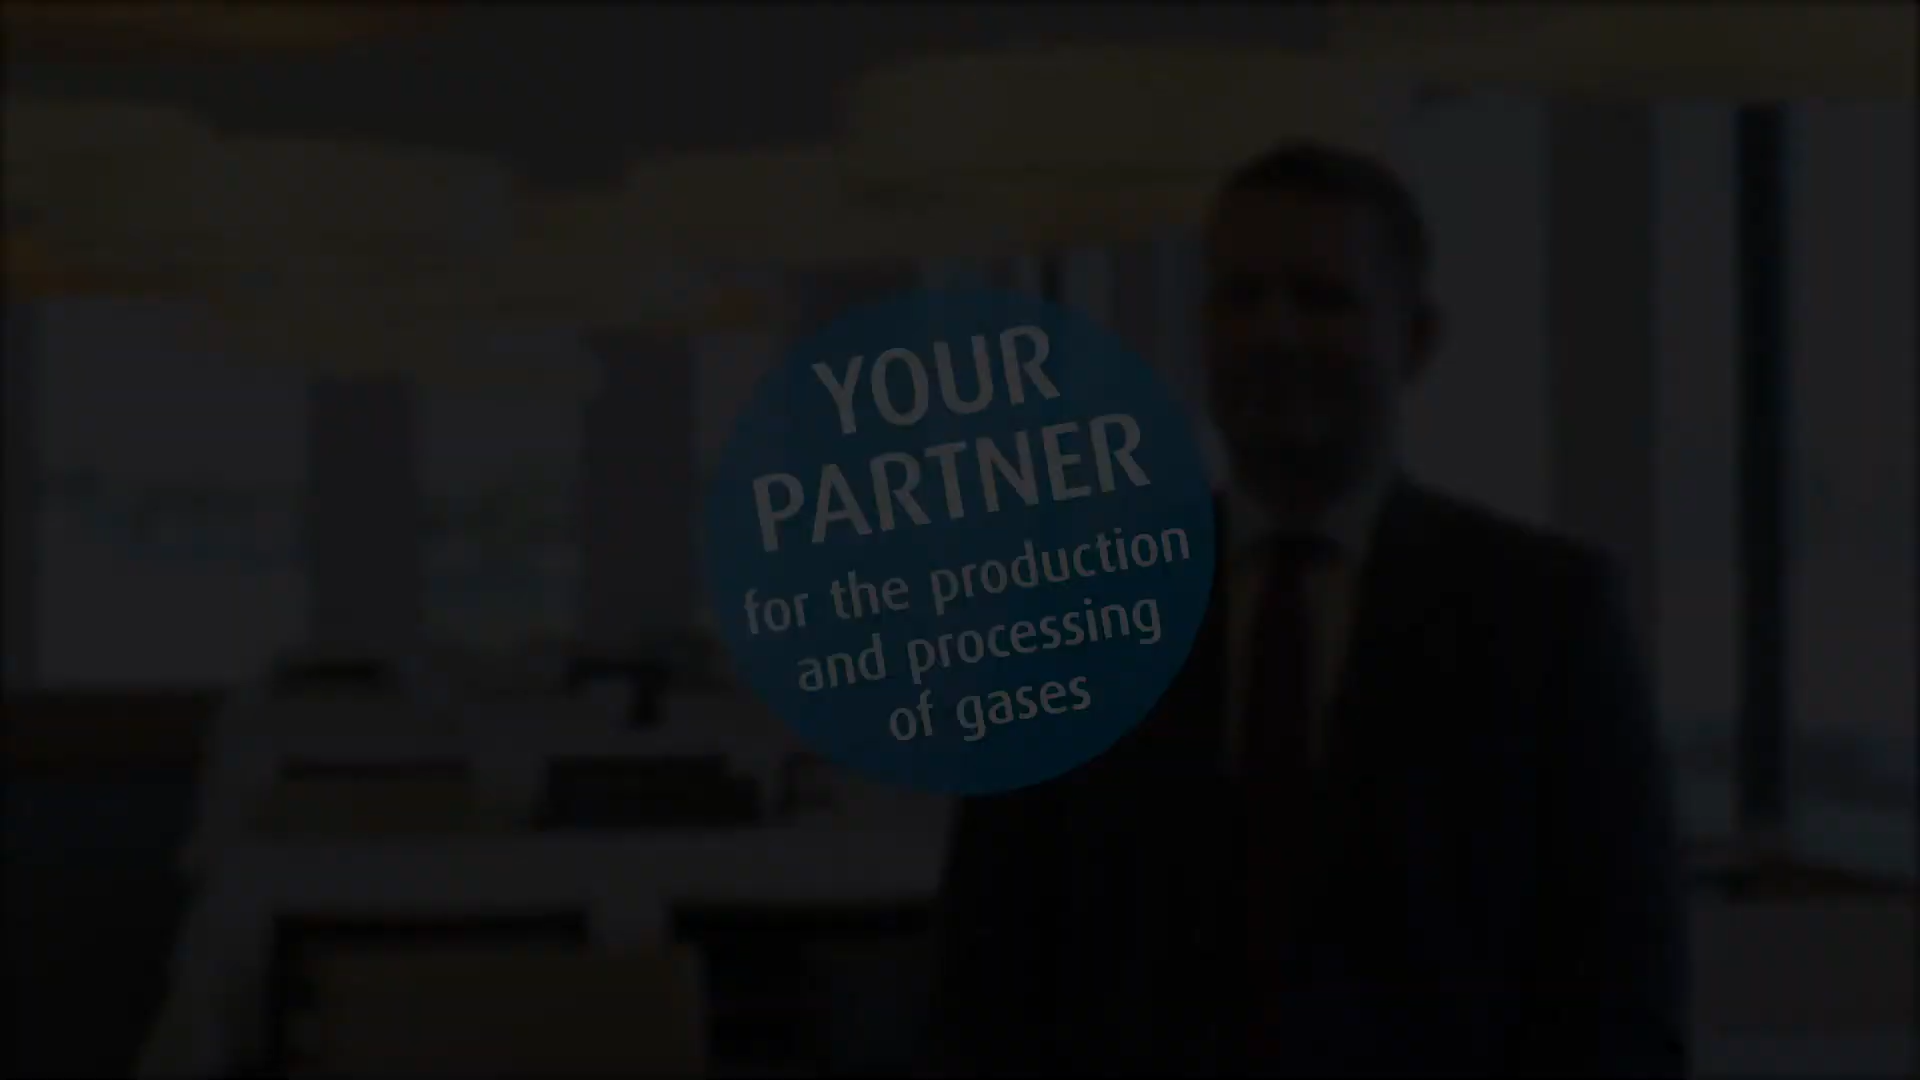 YOUR
PARTNER
for the production
and processing
of gases